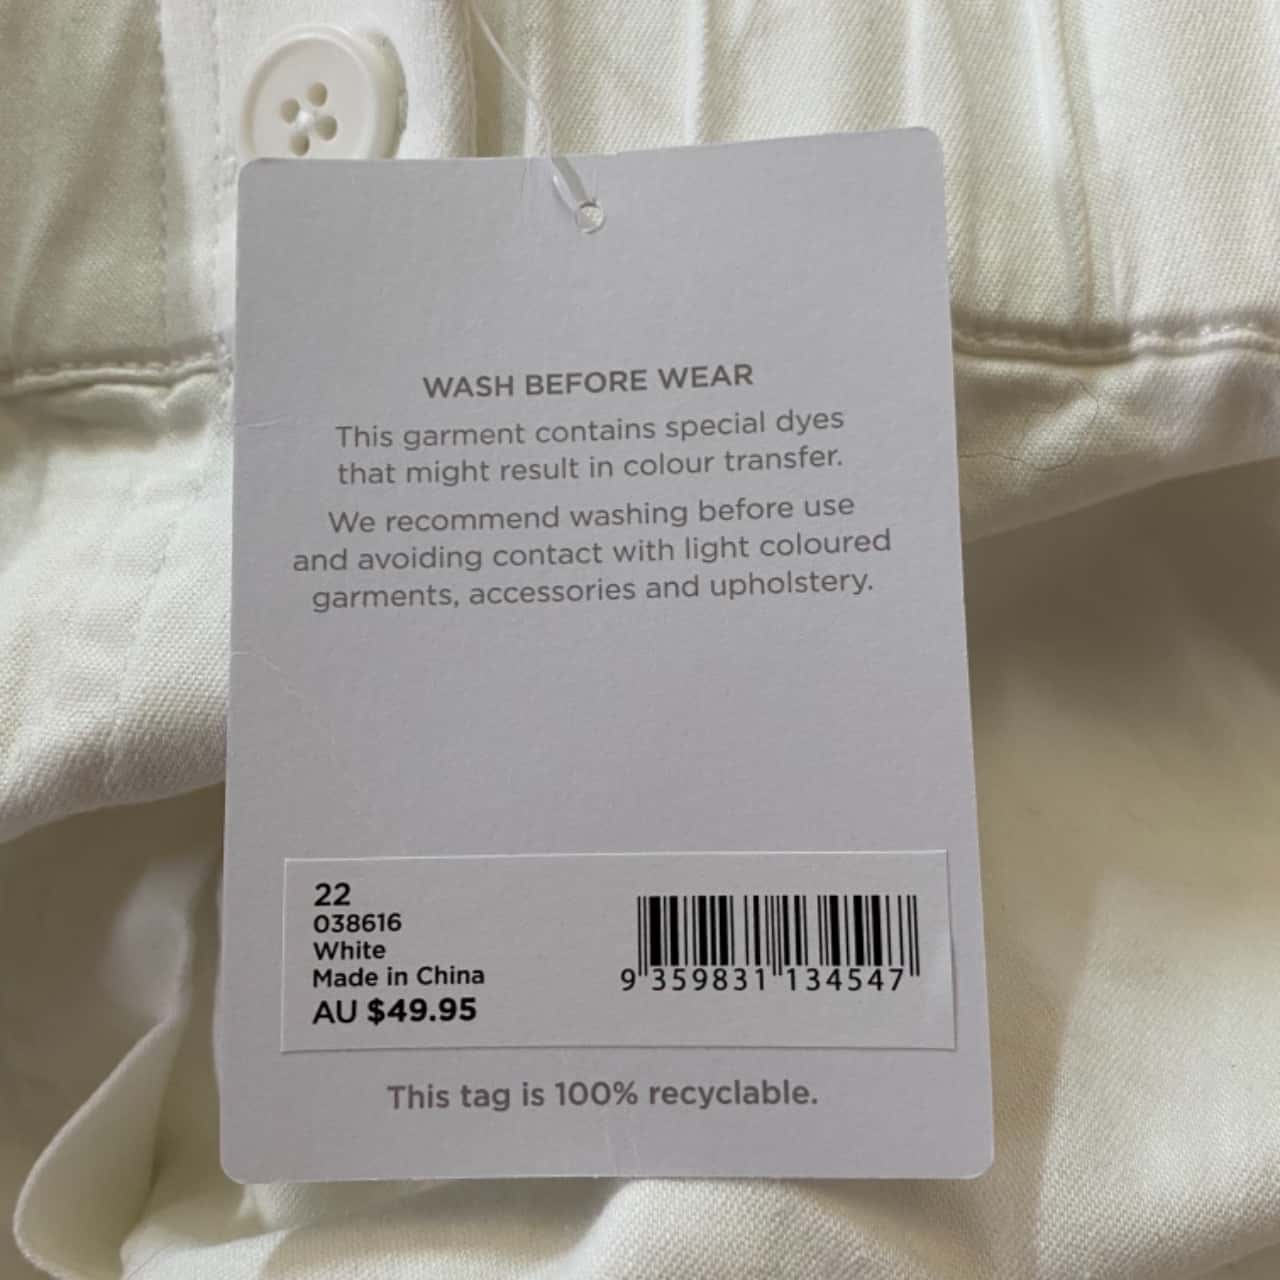 WASH BEFORE WEAR
This garment contains special dyes
that might result in colour transfer.
We recommend washing before use
and avoiding contact with light coloured
garments, accessories and upholstery.
22
038616
White
Made in China
AU $49.95
9 359831 134547
This tag is 100% recyclable.